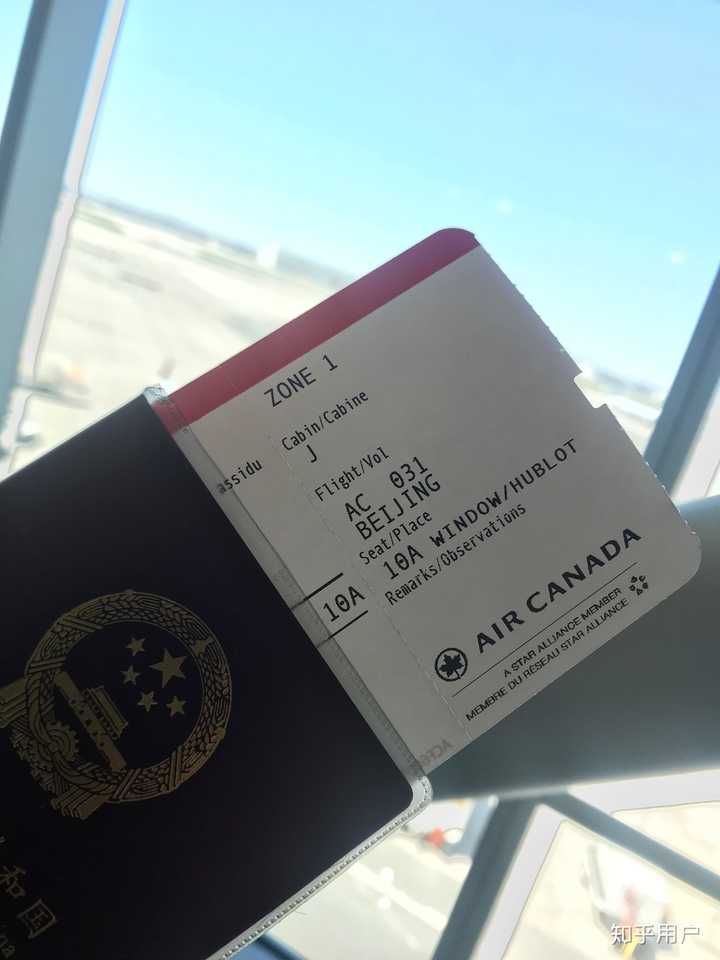 ZONE 1
Cabin/Cabine
J
Flight/Vol
AC 031
BEIJING
Seat/Place
10A WINDOW/HUBLOT
Remarks/Observations
AIR CANADA
A STAR ALLIANCE MEMBER
MEMBRE DU RÉSEAU STAR ALLIANCE
assidu
10A
和国
知乎用户